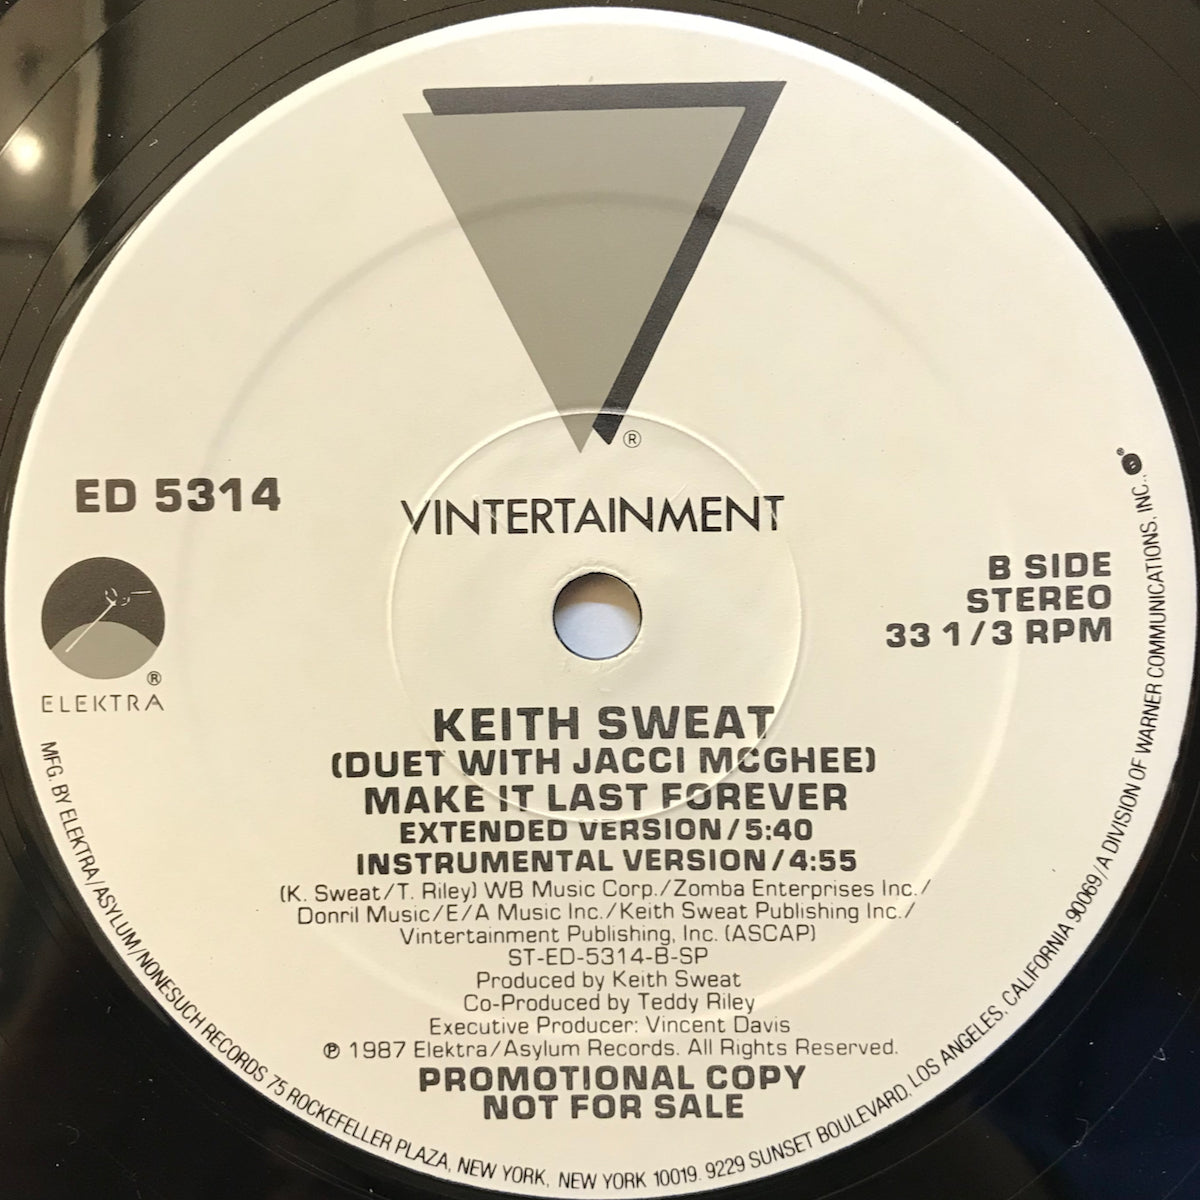 ®
VINTERTAINMENT
ED 5314
®
ELEKTRA
B SIDE
STEREO
33 1/3 RPM
KEITH SWEAT
(DUET WITH JACCI MCGHEE)
MAKE IT LAST FOREVER
EXTENDED VERSION/5:40
INSTRUMENTAL VERSION/4:55
(K. Sweat/T. Riley) WB Music Corp./Zomba Enterprises Inc./
Donril Music/E/A Music Inc./Keith Sweat Publishing Inc./
Vintertainment Publishing, Inc. (ASCAP)
ST-ED-5314-B-SP
Produced by Keith Sweat
Co-Produced by Teddy Riley
Executive Producer: Vincent Davis
℗ 1987 Elektra/Asylum Records. All Rights Reserved.
PROMOTIONAL COPY
NOT FOR SALE
MFG. BY ELEKTRA/ASYLUM/NONESUCH RECORDS 75 ROCKEFELLER PLAZA, NEW YORK, NEW YORK 10019. 9229 SUNSET BOULEVARD, LOS ANGELES, CALIFORNIA 90069/A DIVISION OF WARNER COMMUNICATIONS, INC. ®